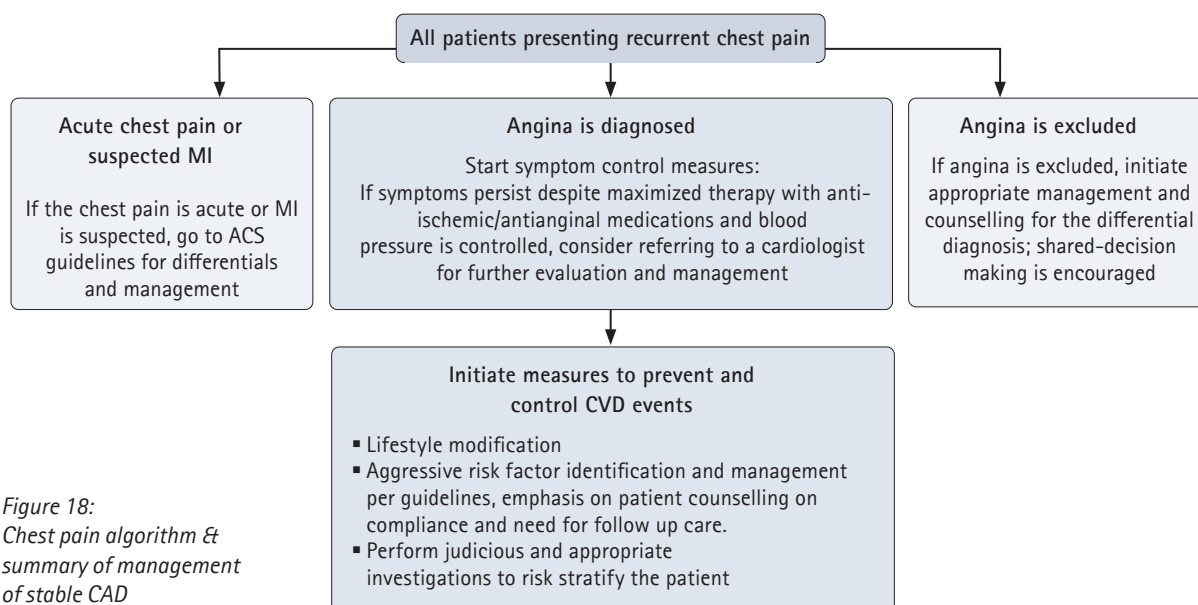 All patients presenting recurrent chest pain
Acute chest pain or
suspected MI
If the chest pain is acute or MI
is suspected, go to ACS
guidelines for differentials
and management
Angina is diagnosed
Start symptom control measures:
If symptoms persist despite maximized therapy with anti-
ischemic/antianginal medications and blood
pressure is controlled, consider referring to a cardiologist
for further evaluation and management
Angina is excluded
If angina is excluded, initiate
appropriate management and
counselling for the differential
diagnosis; shared-decision
making is encouraged
Initiate measures to prevent and
control CVD events
▪ Lifestyle modification
▪ Aggressive risk factor identification and management
per guidelines, emphasis on patient counselling on
compliance and need for follow up care.
▪ Perform judicious and appropriate
investigations to risk stratify the patient
Figure 18:
Chest pain algorithm &
summary of management
of stable CAD